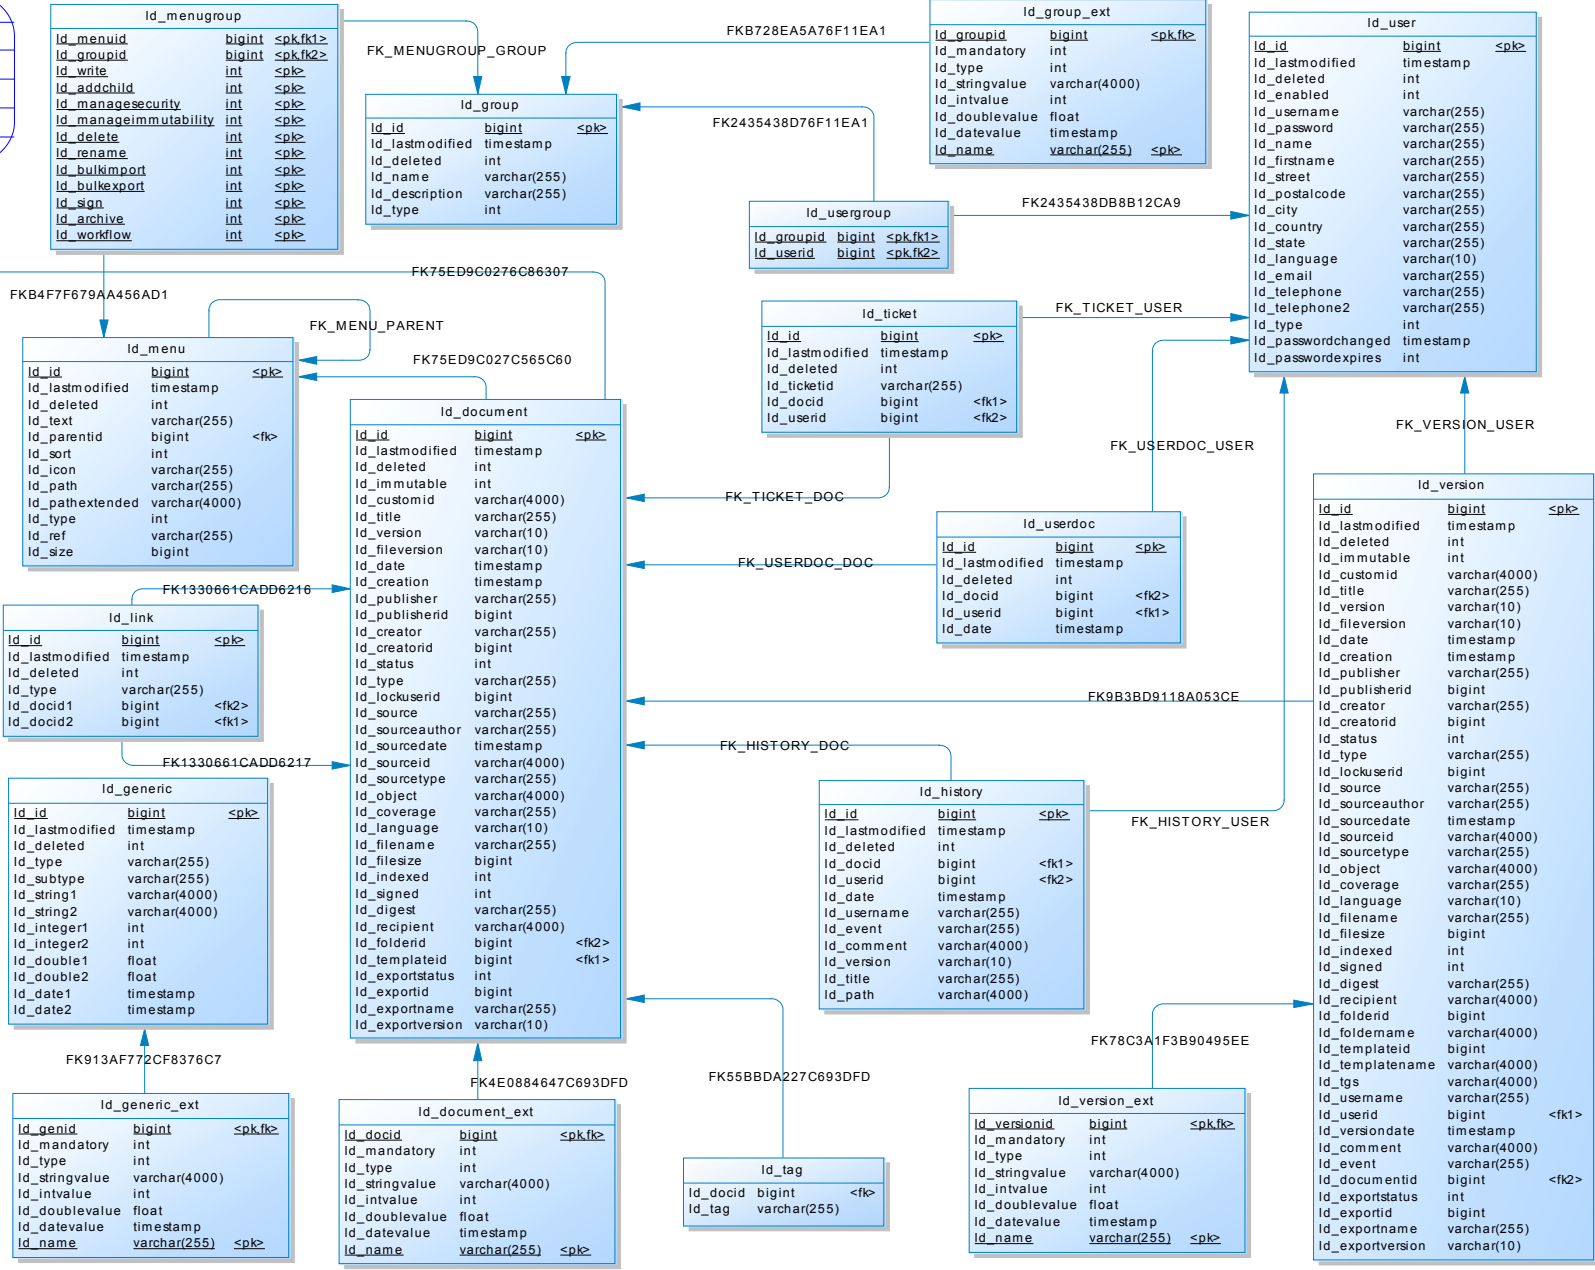 ld_menugroup
ld_menuid bigint <pk,fk1>
ld_groupid bigint <pk,fk2>
ld_write int <pk>
ld_addchild int <pk>
ld_managesecurity int <pk>
ld_manageimmutability int <pk>
ld_delete int <pk>
ld_rename int <pk>
ld_bulkimport int <pk>
ld_bulkexport int <pk>
ld_sign int <pk>
ld_archive int <pk>
ld_workflow int <pk>
FK_MENUGROUP_GROUP
ld_group
ld_id bigint <pk>
ld_lastmodified timestamp
ld_deleted int
ld_name varchar(255)
ld_description varchar(255)
ld_type int
FKB728EA5A76F11EA1
ld_group_ext
ld_groupid bigint <pk,fk>
ld_mandatory int
ld_type int
ld_stringvalue varchar(4000)
ld_intvalue int
ld_doublevalue float
ld_datevalue timestamp
ld_name varchar(255) <pk>
FK2435438D76F11EA1
ld_usergroup
ld_groupid bigint <pk,fk1>
ld_userid bigint <pk,fk2>
FK2435438DB8B12CA9
ld_user
ld_id bigint <pk>
ld_lastmodified timestamp
ld_deleted int
ld_enabled int
ld_username varchar(255)
ld_password varchar(255)
ld_name varchar(255)
ld_firstname varchar(255)
ld_street varchar(255)
ld_postalcode varchar(255)
ld_city varchar(255)
ld_country varchar(255)
ld_state varchar(255)
ld_language varchar(10)
ld_email varchar(255)
ld_telephone varchar(255)
ld_telephone2 varchar(255)
ld_type int
ld_passwordchanged timestamp
ld_passwordexpires int
FK75ED9C0276C86307
FKB4F7F679AA456AD1
FK_MENU_PARENT
FK75ED9C027C565C60
ld_menu
ld_id bigint <pk>
ld_lastmodified timestamp
ld_deleted int
ld_text varchar(255)
ld_parentid bigint <fk>
ld_sort int
ld_icon varchar(255)
ld_path varchar(255)
ld_pathextended varchar(4000)
ld_type int
ld_ref varchar(255)
ld_size bigint
ld_ticket
ld_id bigint <pk>
ld_lastmodified timestamp
ld_deleted int
ld_ticketid varchar(255)
ld_docid bigint <fk1>
ld_userid bigint <fk2>
FK_TICKET_USER
FK_TICKET_DOC
FK_USERDOC_USER
FK_VERSION_USER
ld_document
ld_id bigint <pk>
ld_lastmodified timestamp
ld_deleted int
ld_immutable int
ld_customid varchar(4000)
ld_title varchar(255)
ld_version varchar(10)
ld_fileversion varchar(10)
ld_date timestamp
ld_creation timestamp
ld_publisher varchar(255)
ld_publisherid bigint
ld_creator varchar(255)
ld_creatorid bigint
ld_status int
ld_type varchar(255)
ld_lockuserid bigint
ld_source varchar(255)
ld_sourceauthor varchar(255)
ld_sourcedate timestamp
ld_sourceid varchar(4000)
ld_sourcetype varchar(255)
ld_object varchar(4000)
ld_coverage varchar(255)
ld_language varchar(10)
ld_filename varchar(255)
ld_filesize bigint
ld_indexed int
ld_signed int
ld_digest varchar(255)
ld_recipient varchar(4000)
ld_folderid bigint <fk2>
ld_templateid bigint <fk1>
ld_exportstatus int
ld_exportid bigint
ld_exportname varchar(255)
ld_exportversion varchar(10)
ld_userdoc
ld_id bigint <pk>
ld_lastmodified timestamp
ld_deleted int
ld_docid bigint <fk2>
ld_userid bigint <fk1>
ld_date timestamp
FK_USERDOC_DOC
ld_version
ld_id bigint <pk>
ld_lastmodified timestamp
ld_deleted int
ld_immutable int
ld_customid varchar(4000)
ld_title varchar(255)
ld_version varchar(10)
ld_fileversion varchar(10)
ld_date timestamp
ld_creation timestamp
ld_publisher varchar(255)
ld_publisherid bigint
ld_creator varchar(255)
ld_creatorid bigint
ld_status int
ld_type varchar(255)
ld_lockuserid bigint
ld_source varchar(255)
ld_sourceauthor varchar(255)
ld_sourcedate timestamp
ld_sourceid varchar(4000)
ld_sourcetype varchar(255)
ld_object varchar(4000)
ld_coverage varchar(255)
ld_language varchar(10)
ld_filename varchar(255)
ld_filesize bigint
ld_indexed int
ld_signed int
ld_digest varchar(255)
ld_recipient varchar(4000)
ld_folderid bigint
ld_foldername varchar(4000)
ld_templateid bigint
ld_templatename varchar(4000)
ld_tgs varchar(4000)
ld_username varchar(255)
ld_userid bigint <fk1>
ld_versiondate timestamp
ld_comment varchar(4000)
ld_event varchar(255)
ld_documentid bigint <fk2>
ld_exportstatus int
ld_exportid bigint
ld_exportname varchar(255)
ld_exportversion varchar(10)
FK1330661CADD6216
ld_link
ld_id bigint <pk>
ld_lastmodified timestamp
ld_deleted int
ld_type varchar(255)
ld_docid1 bigint <fk2>
ld_docid2 bigint <fk1>
FK1330661CADD6217
FK9B3BD9118A053CE
FK_HISTORY_DOC
ld_history
ld_id bigint <pk>
ld_lastmodified timestamp
ld_deleted int
ld_docid bigint <fk1>
ld_userid bigint <fk2>
ld_date timestamp
ld_username varchar(255)
ld_event varchar(255)
ld_comment varchar(4000)
ld_version varchar(10)
ld_title varchar(255)
ld_path varchar(4000)
FK_HISTORY_USER
ld_generic
ld_id bigint <pk>
ld_lastmodified timestamp
ld_deleted int
ld_type varchar(255)
ld_subtype varchar(255)
ld_string1 varchar(4000)
ld_string2 varchar(4000)
ld_integer1 int
ld_integer2 int
ld_double1 float
ld_double2 float
ld_date1 timestamp
ld_date2 timestamp
FK913AF772CF8376C7
FK4E0884647C693DFD
FK55BBDA227C693DFD
FK78C3A1F3B90495EE
ld_generic_ext
ld_genid bigint <pk,fk>
ld_mandatory int
ld_type int
ld_stringvalue varchar(4000)
ld_intvalue int
ld_doublevalue float
ld_datevalue timestamp
ld_name varchar(255) <pk>
ld_document_ext
ld_docid bigint <pk,fk>
ld_mandatory int
ld_type int
ld_stringvalue varchar(4000)
ld_intvalue int
ld_doublevalue float
ld_datevalue timestamp
ld_name varchar(255) <pk>
ld_tag
ld_docid bigint <fk>
ld_tag varchar(255)
ld_version_ext
ld_versionid bigint <pk,fk>
ld_mandatory int
ld_type int
ld_stringvalue varchar(4000)
ld_intvalue int
ld_doublevalue float
ld_datevalue timestamp
ld_name varchar(255) <pk>